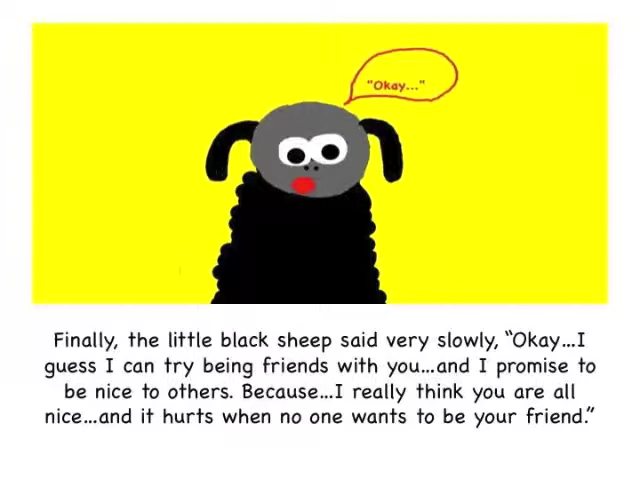 "Okay..."
Finally, the little black sheep said very slowly, “Okay...I
guess I can try being friends with you...and I promise to
be nice to others. Because...I really think you are all
nice...and it hurts when no one wants to be your friend.”